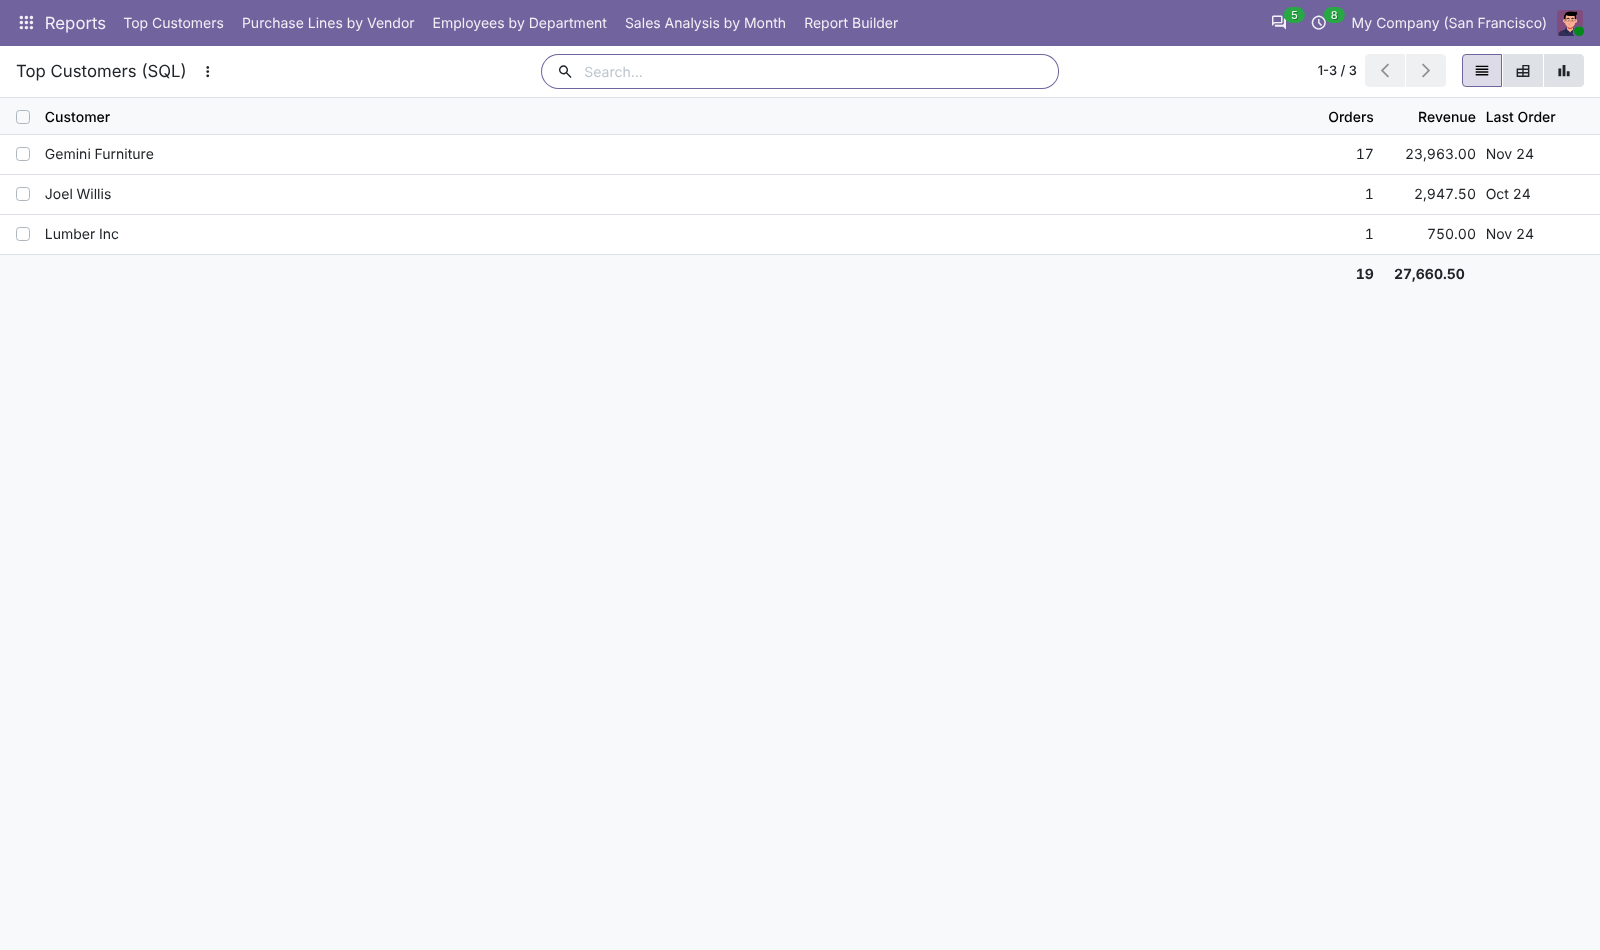 Reports Top Customers Purchase Lines by Vendor Employees by Department Sales Analysis by Month Report Builder 5 8 My Company (San Francisco)
Top Customers (SQL) Search... 1-3 / 3
Customer Orders Revenue Last Order
Gemini Furniture 17 23,963.00 Nov 24
Joel Willis 1 2,947.50 Oct 24
Lumber Inc 1 750.00 Nov 24
19 27,660.50